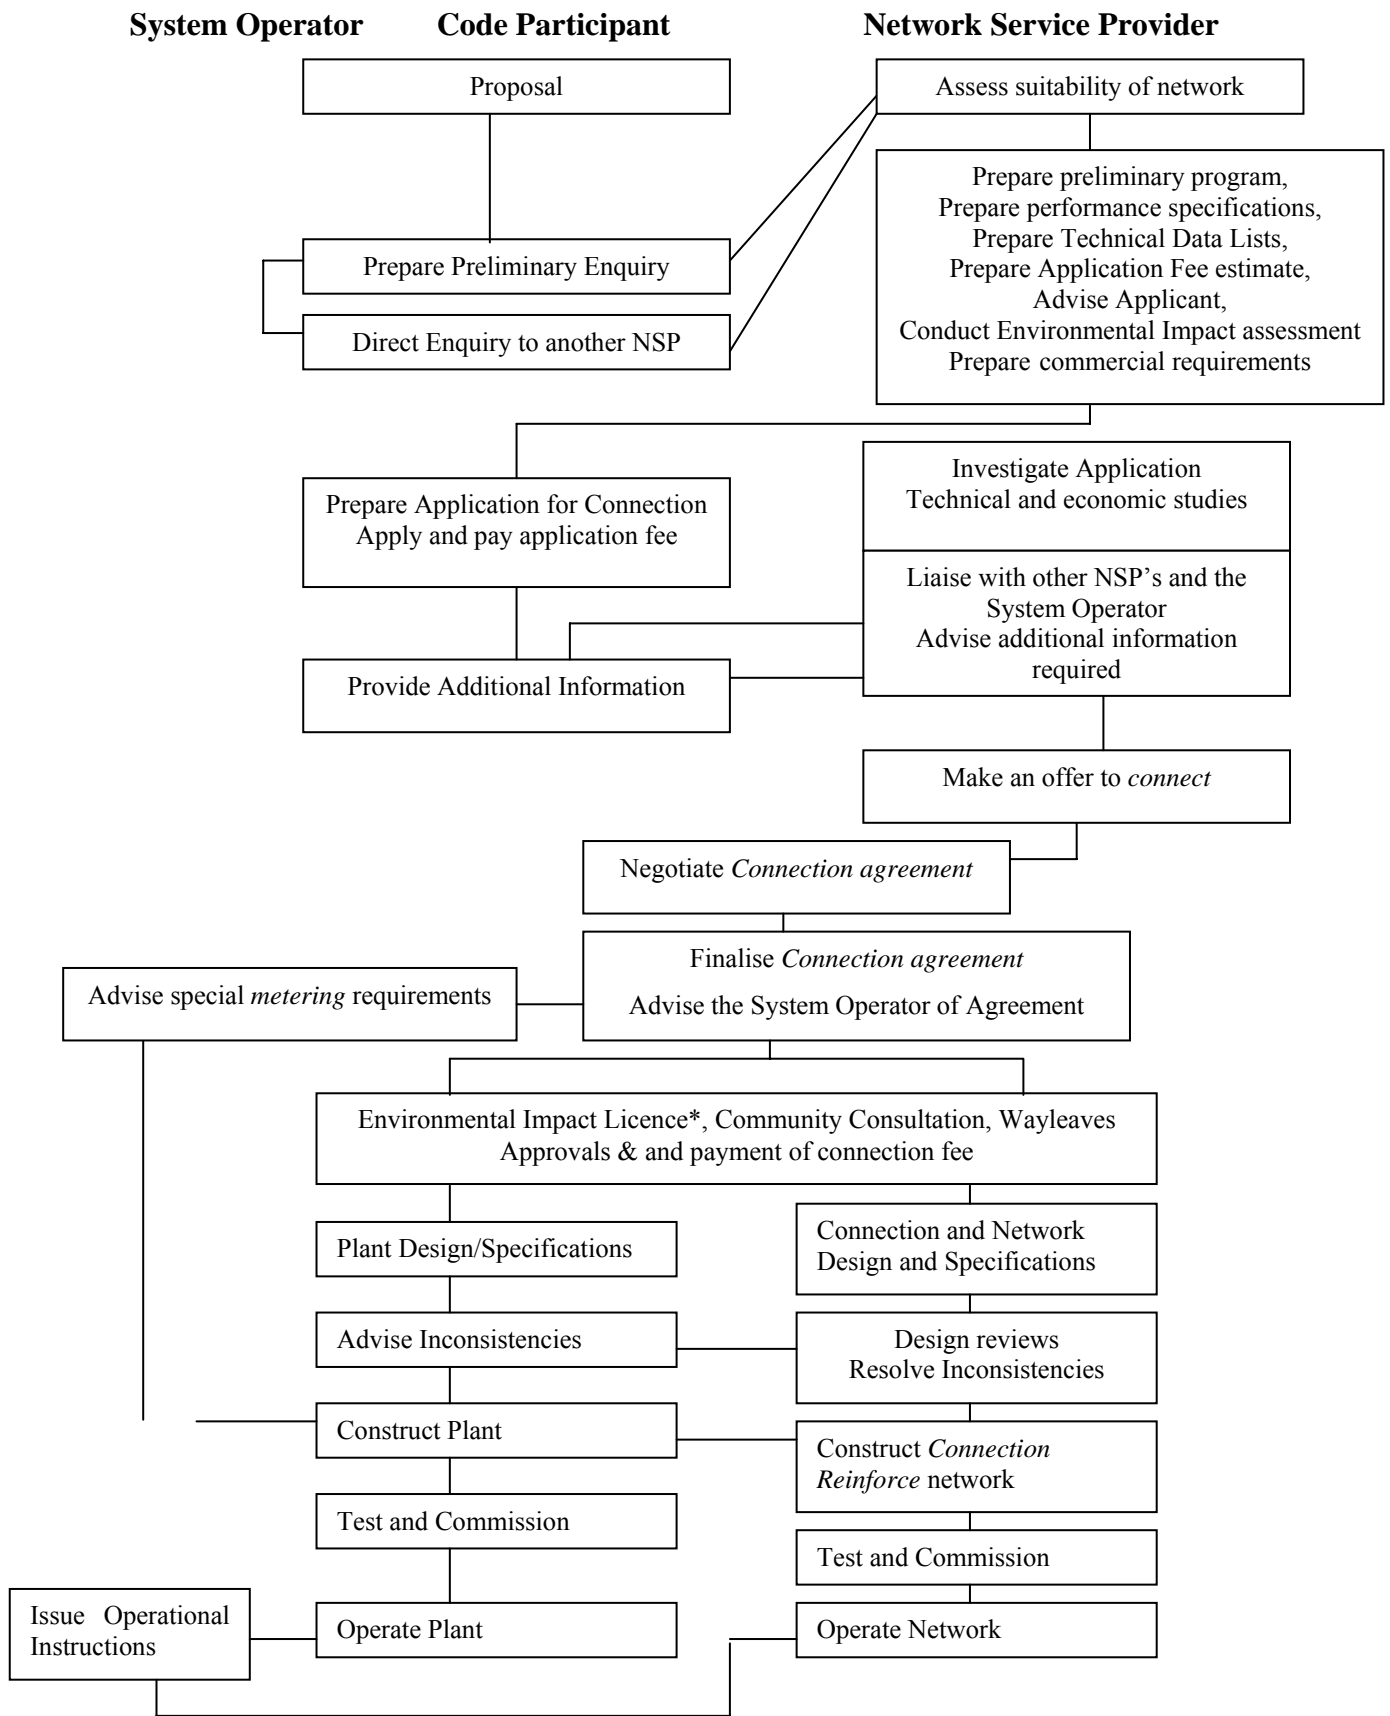 System Operator Code Participant Network Service Provider
Proposal
Assess suitability of network
Prepare preliminary program,
Prepare performance specifications,
Prepare Technical Data Lists,
Prepare Application Fee estimate,
Advise Applicant,
Conduct Environmental Impact assessment
Prepare commercial requirements
Prepare Preliminary Enquiry
Direct Enquiry to another NSP
Investigate Application
Technical and economic studies
Prepare Application for Connection
Apply and pay application fee
Liaise with other NSP’s and the
System Operator
Advise additional information
required
Provide Additional Information
Make an offer to connect
Negotiate Connection agreement
Finalise Connection agreement
Advise the System Operator of Agreement
Advise special metering requirements
Environmental Impact Licence*, Community Consultation, Wayleaves
Approvals & and payment of connection fee
Plant Design/Specifications
Connection and Network
Design and Specifications
Advise Inconsistencies
Design reviews
Resolve Inconsistencies
Construct Plant
Construct Connection
Reinforce network
Test and Commission
Test and Commission
Issue Operational
Instructions
Operate Plant
Operate Network